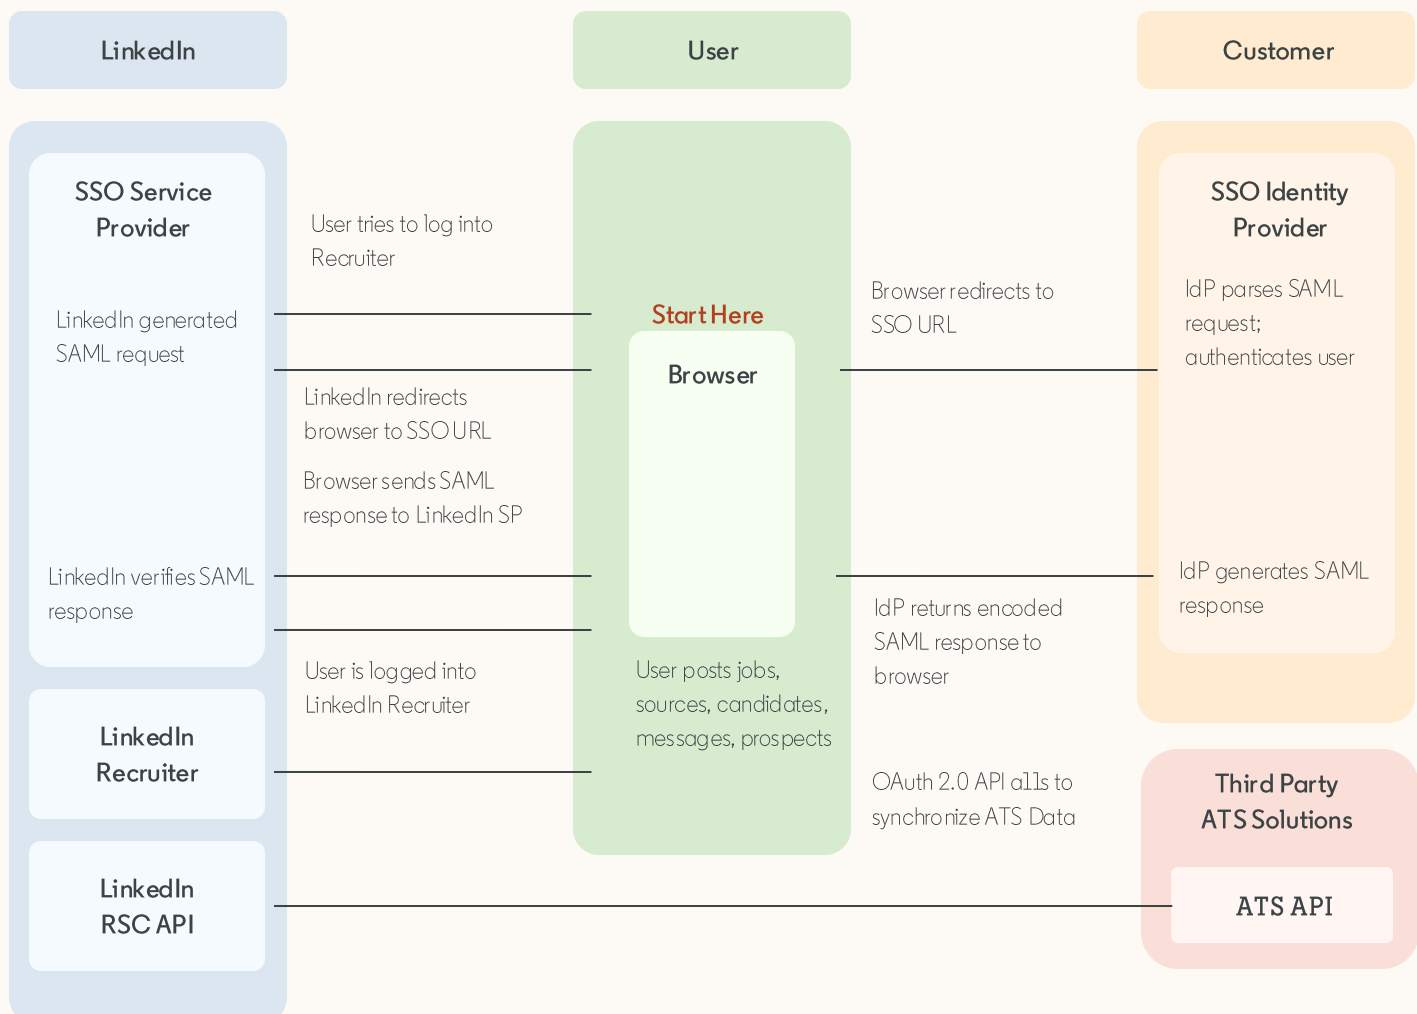 LinkedIn
User
Customer
SSO Service
Provider
LinkedIn generated
SAML request
LinkedIn verifies SAML
response
LinkedIn
Recruiter
LinkedIn
RSC API
User tries to log into
Recruiter
LinkedIn redirects
browser to SSO URL
Browser sends SAML
response to LinkedIn SP
User is logged into
LinkedIn Recruiter
Start Here
Browser
User posts jobs,
sources, candidates,
messages, prospects
Browser redirects to
SSO URL
IdP returns encoded
SAML response to
browser
OAuth 2.0 API alls to
synchronize ATS Data
SSO Identity
Provider
IdP parses SAML
request;
authenticates user
IdP generates SAML
response
Third Party
ATS Solutions
ATS API